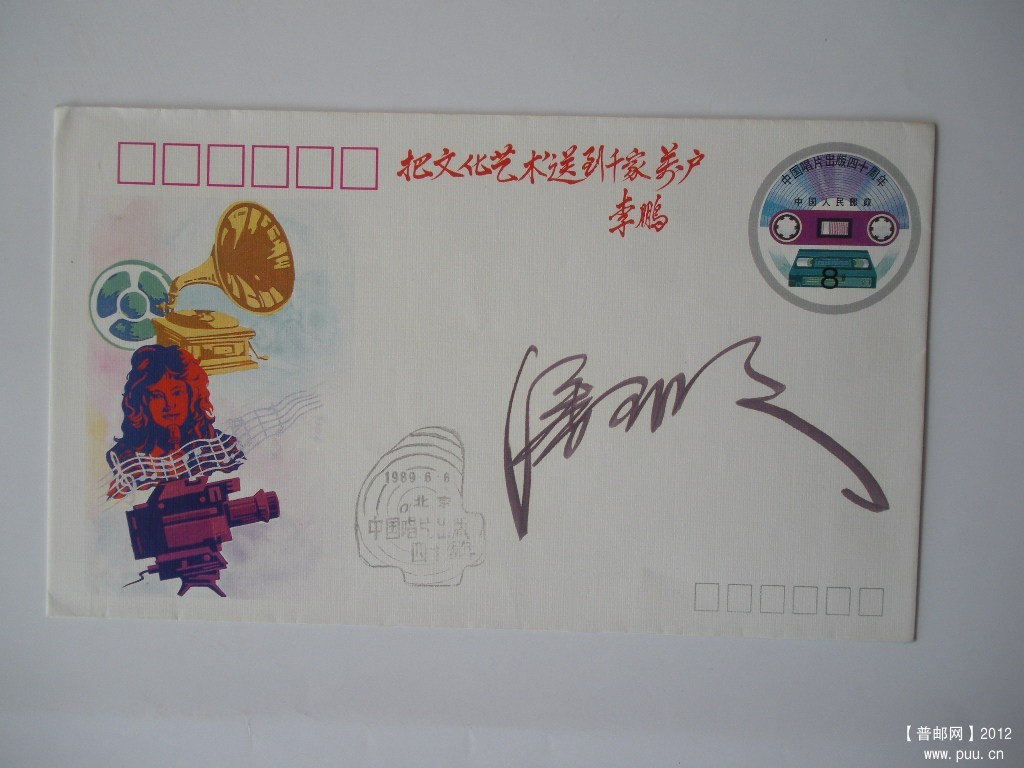 把文化艺术送到千家万户
李鹏
中国唱片出版四十周年
中国人民邮政
8分
1989 6 6
北京
中国唱片出版
四十周年
【普邮网】2012
www.puu.cn